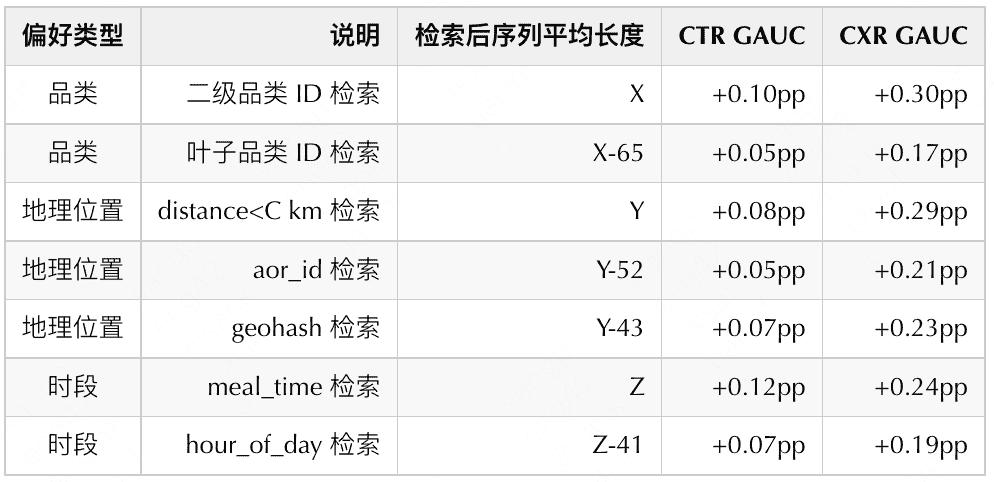 偏好类型 说明 检索后序列平均长度 CTR GAUC CXR GAUC
品类 二级品类 ID 检索 X +0.10pp +0.30pp
品类 叶子品类 ID 检索 X-65 +0.05pp +0.17pp
地理位置 distance<C km 检索 Y +0.08pp +0.29pp
地理位置 aor_id 检索 Y-52 +0.05pp +0.21pp
地理位置 geohash 检索 Y-43 +0.07pp +0.23pp
时段 meal_time 检索 Z +0.12pp +0.24pp
时段 hour_of_day 检索 Z-41 +0.07pp +0.19pp